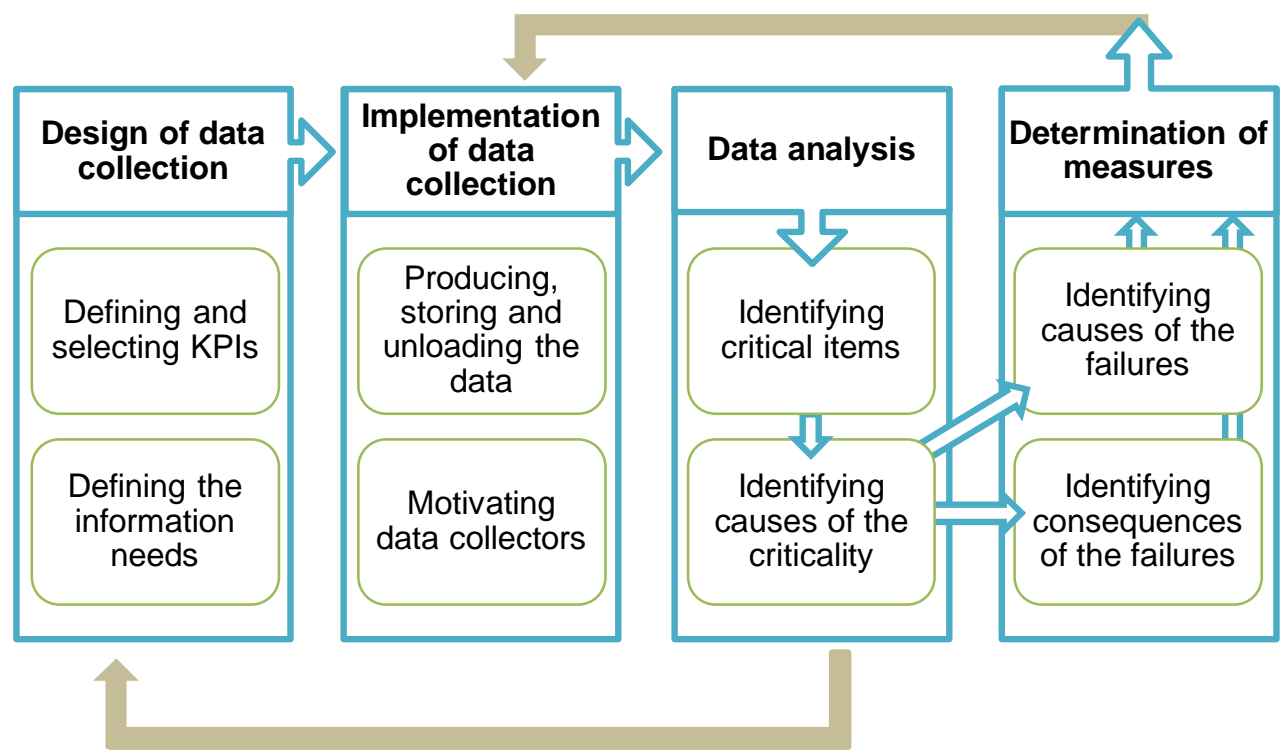 Design of data
collection
Implementation
of data
collection
Data analysis
Determination of
measures
Defining and
selecting KPIs
Defining the
information
needs
Producing,
storing and
unloading the
data
Motivating
data collectors
Identifying
critical items
Identifying
causes of the
criticality
Identifying
causes of the
failures
Identifying
consequences
of the failures